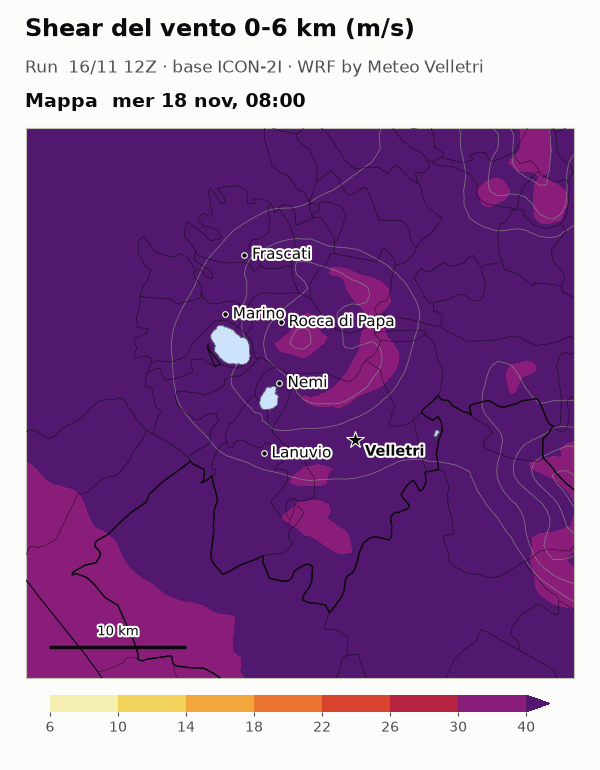 Shear del vento 0-6 km (m/s)
Run  16/11 12Z · base ICON-2I · WRF by Meteo Velletri
Mappa  mer 18 nov, 08:00
Frascati
Marino
Rocca di Papa
Nemi
Velletri
Lanuvio
10 km
6 10 14 18 22 26 30 40